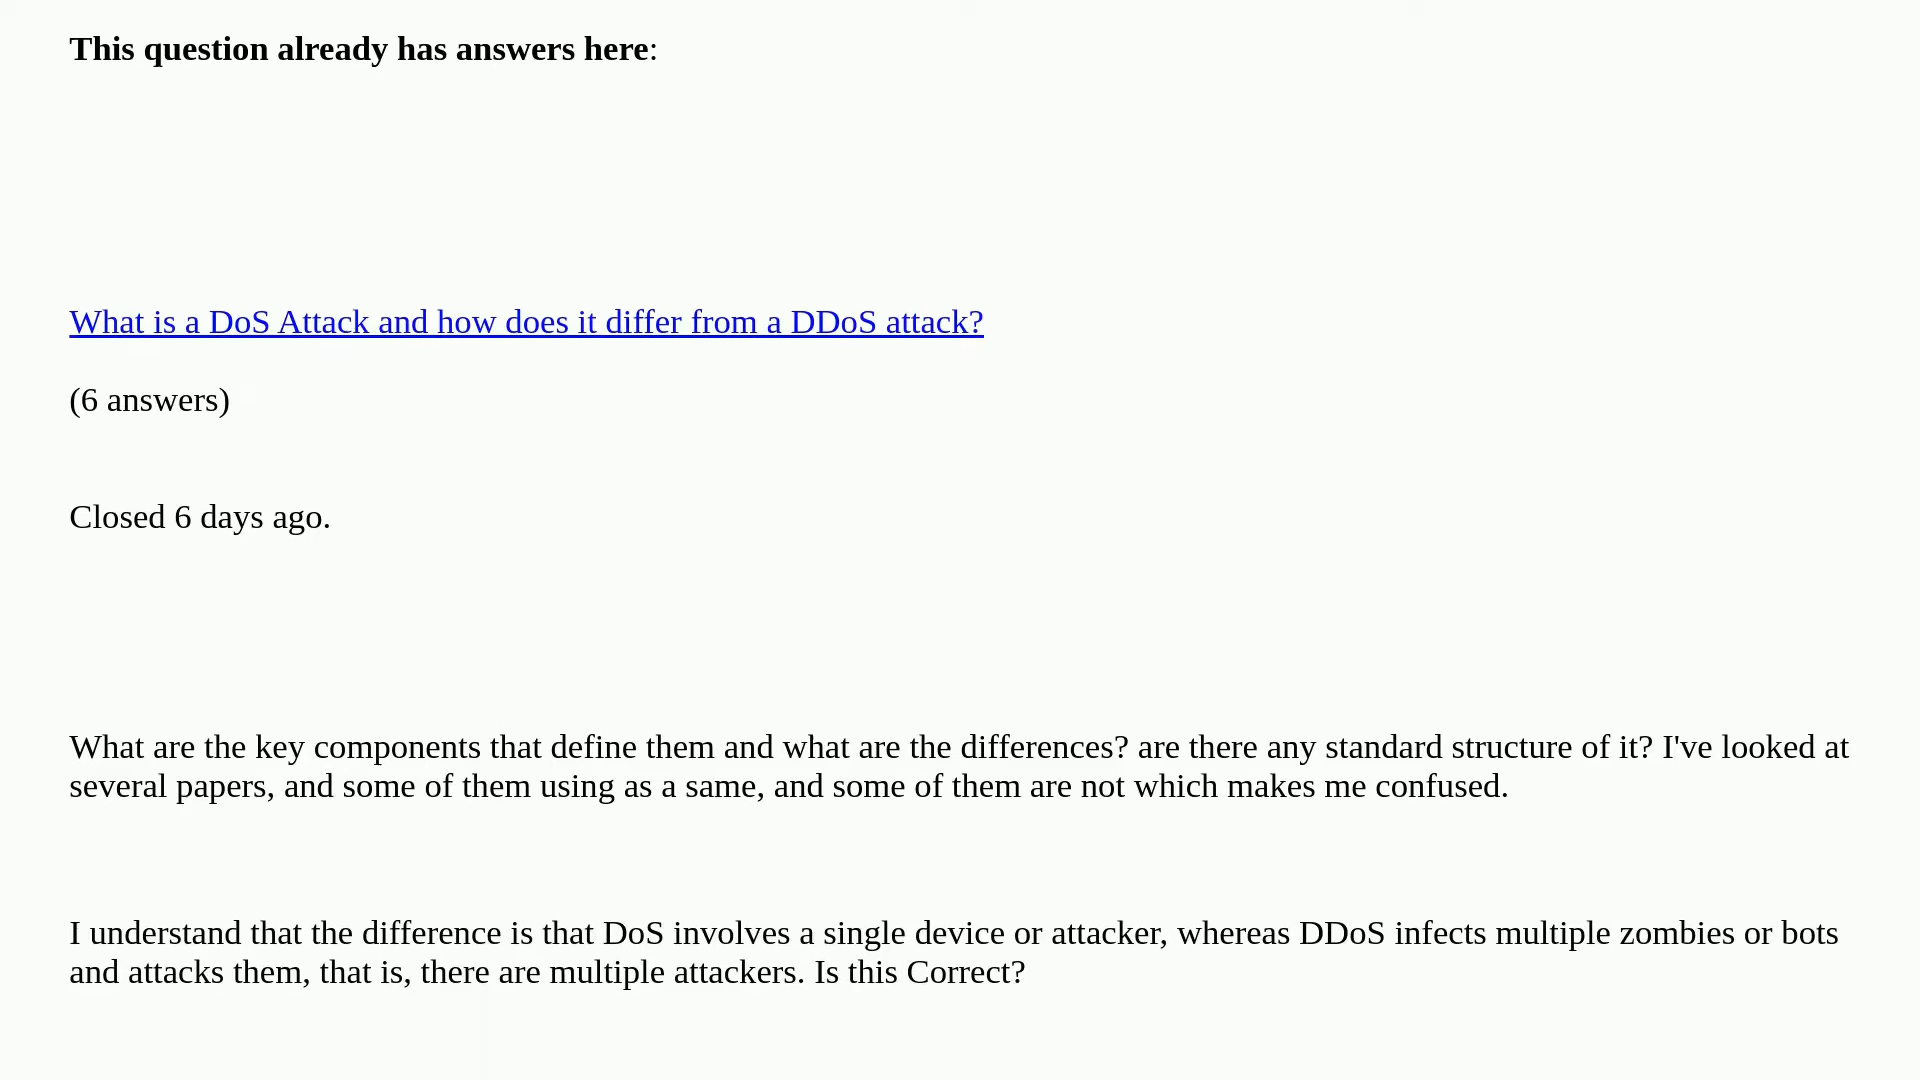 This question already has answers here:
What is a DoS Attack and how does it differ from a DDoS attack?
(6 answers)
Closed 6 days ago.
What are the key components that define them and what are the differences? are there any standard structure of it? I've looked at
several papers, and some of them using as a same, and some of them are not which makes me confused.
I understand that the difference is that DoS involves a single device or attacker, whereas DDoS infects multiple zombies or bots
and attacks them, that is, there are multiple attackers. Is this Correct?